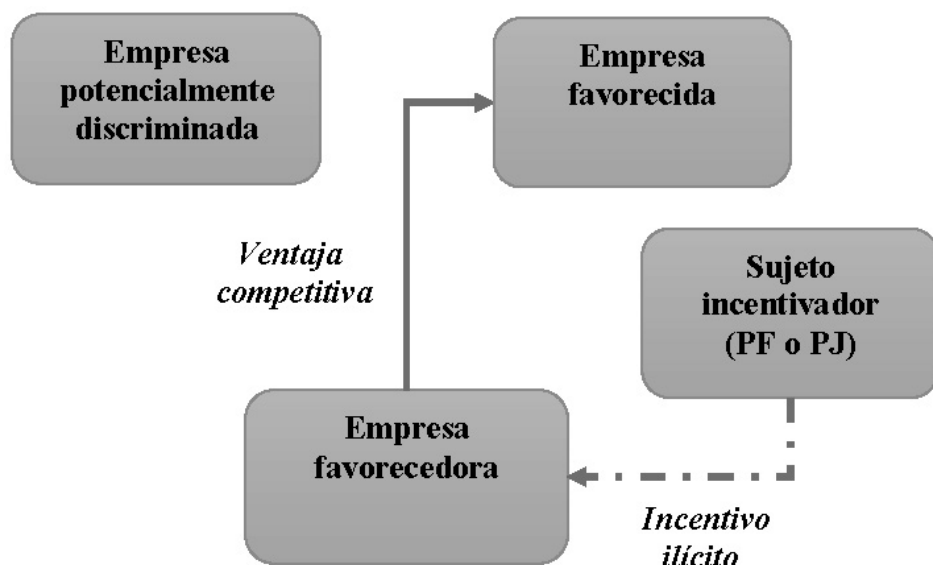 Empresa
potencialmente
discriminada
Empresa
favorecida
Ventaja
competitiva
Sujeto
incentivador
(PF o PJ)
Empresa
favorecedora
Incentivo
ilícito